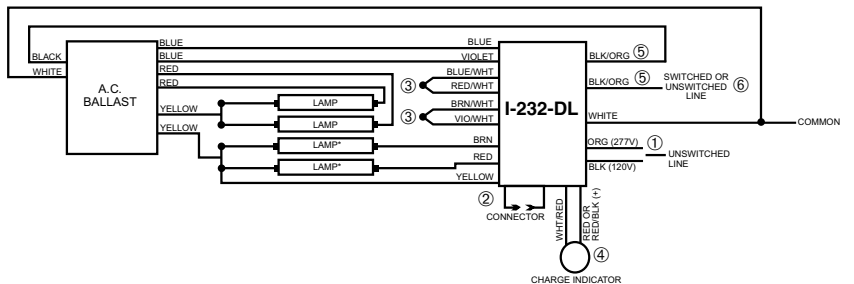 BLACK
WHITE
A.C.
BALLAST
BLUE
BLUE
RED
RED
YELLOW
YELLOW
LAMP
LAMP
LAMP*
LAMP*
BLUE
VIOLET
BLUE/WHT
③
RED/WHT
BRN/WHT
③
VIO/WHT
BRN
RED
YELLOW
I-232-DL
BLK/ORG ⑤
BLK/ORG ⑤
SWITCHED OR
UNSWITCHED ⑥
LINE
WHITE
COMMON
ORG (277V) ①
UNSWITCHED
LINE
BLK (120V)
②
CONNECTOR
WHT/RED
RED OR
RED/BLK (+)
④
CHARGE INDICATOR